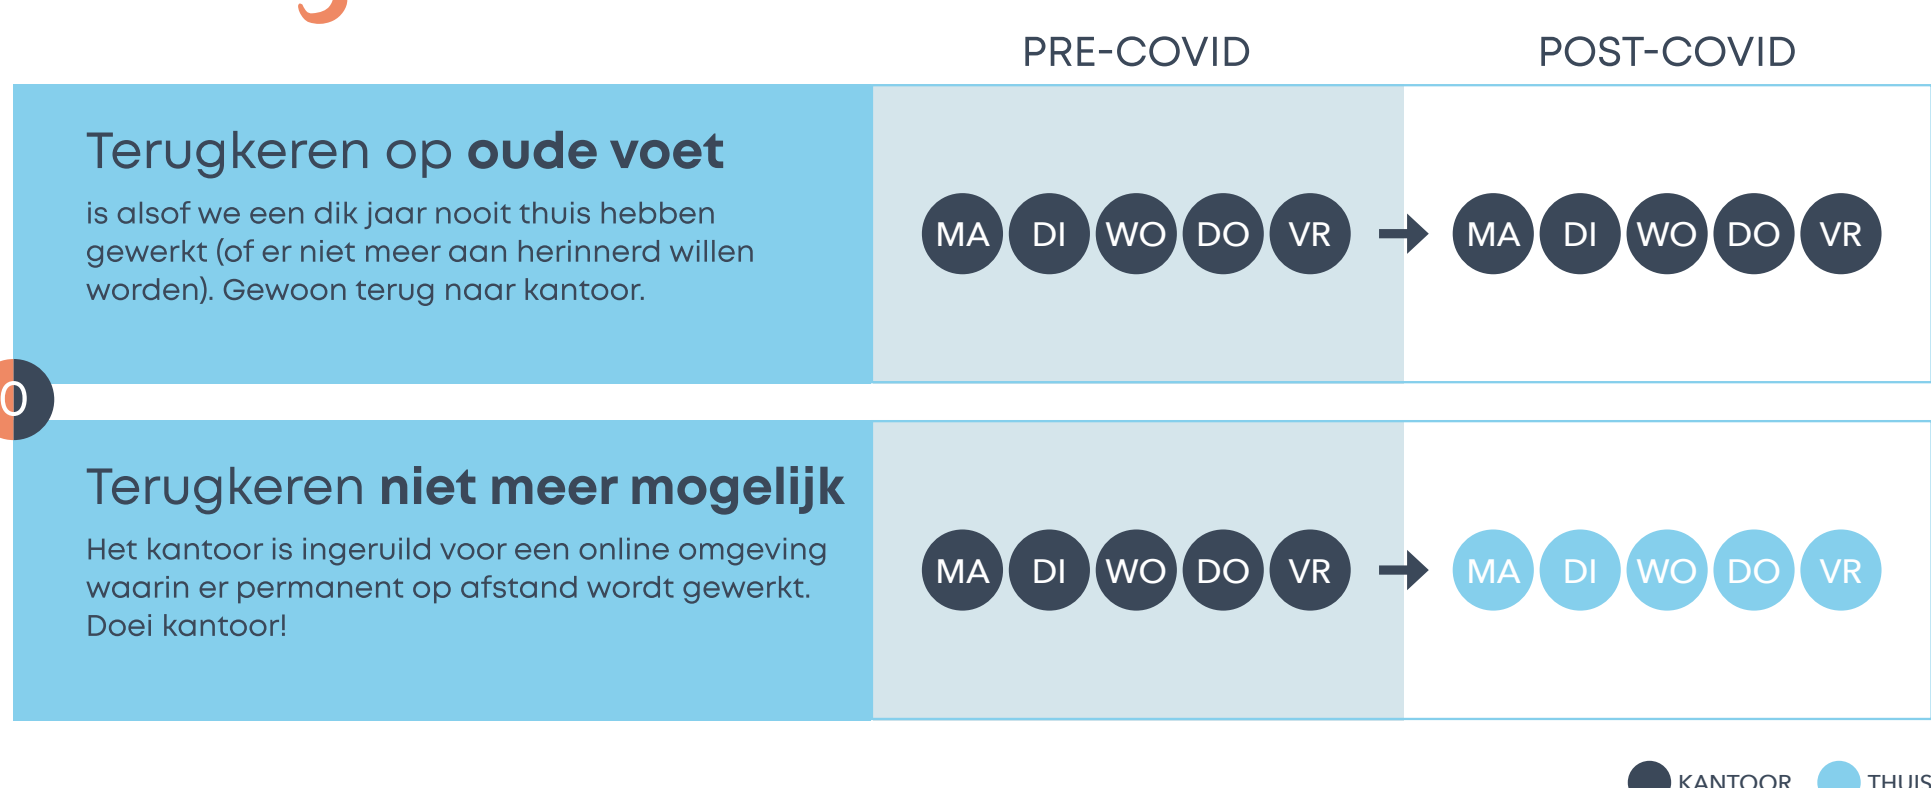 PRE-COVID
POST-COVID
Terugkeren op oude voet
is alsof we een dik jaar nooit thuis hebben
gewerkt (of er niet meer aan herinnerd willen
worden). Gewoon terug naar kantoor.
MA DI WO DO VR
MA DI WO DO VR
0
Terugkeren niet meer mogelijk
Het kantoor is ingeruild voor een online omgeving
waarin er permanent op afstand wordt gewerkt.
Doei kantoor!
MA DI WO DO VR
MA DI WO DO VR
KANTOOR
THUIS